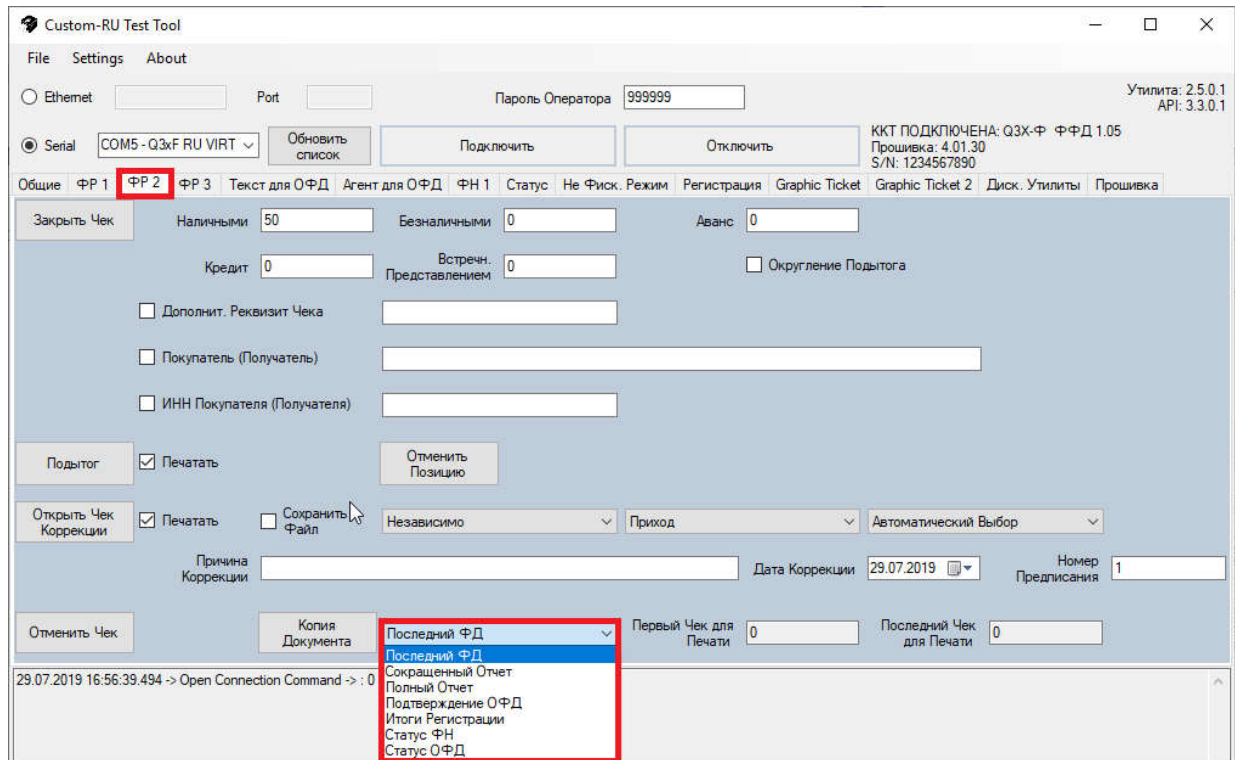 Custom-RU Test Tool
File Settings About
Ethernet Port Пароль Оператора 999999
Утилита: 2.5.0.1
API: 3.3.0.1
Serial COM5 - Q3xF RU VIRT
Обновить
список
Подключить Отключить
ККТ ПОДКЛЮЧЕНА: Q3X-Ф ФФД 1.05
Прошивка: 4.01.30
S/N: 1234567890
Общие ФР 1 ФР 2 ФР 3 Текст для ОФД Агент для ОФД ФН 1 Статус Не Фиск. Режим Регистрация Graphic Ticket Graphic Ticket 2 Диск. Утилиты Прошивка
Закрыть Чек Наличными 50 Безналичными 0 Аванс 0
Кредит 0
Встречн.
Представлением
0 Округление Подытога
Дополнит. Реквизит Чека
Покупатель (Получатель)
ИНН Покупателя (Получателя)
Подытог Печатать
Отменить
Позицию
Открыть Чек
Коррекции
Печатать
Сохранить
Файл
Независимо Приход Автоматический Выбор
Причина
Коррекции
Дата Коррекции 29.07.2019
Номер
Предписания
1
Отменить Чек
Копия
Документа
Последний ФД
Первый Чек для
Печати
0
Последний Чек
для Печати
0
Последний ФД
Сокращенный Отчет
Полный Отчет
Подтверждение ОФД
Итоги Регистрации
Статус ФН
Статус ОФД
29.07.2019 16:56:39.494 -> Open Connection Command -> : 0